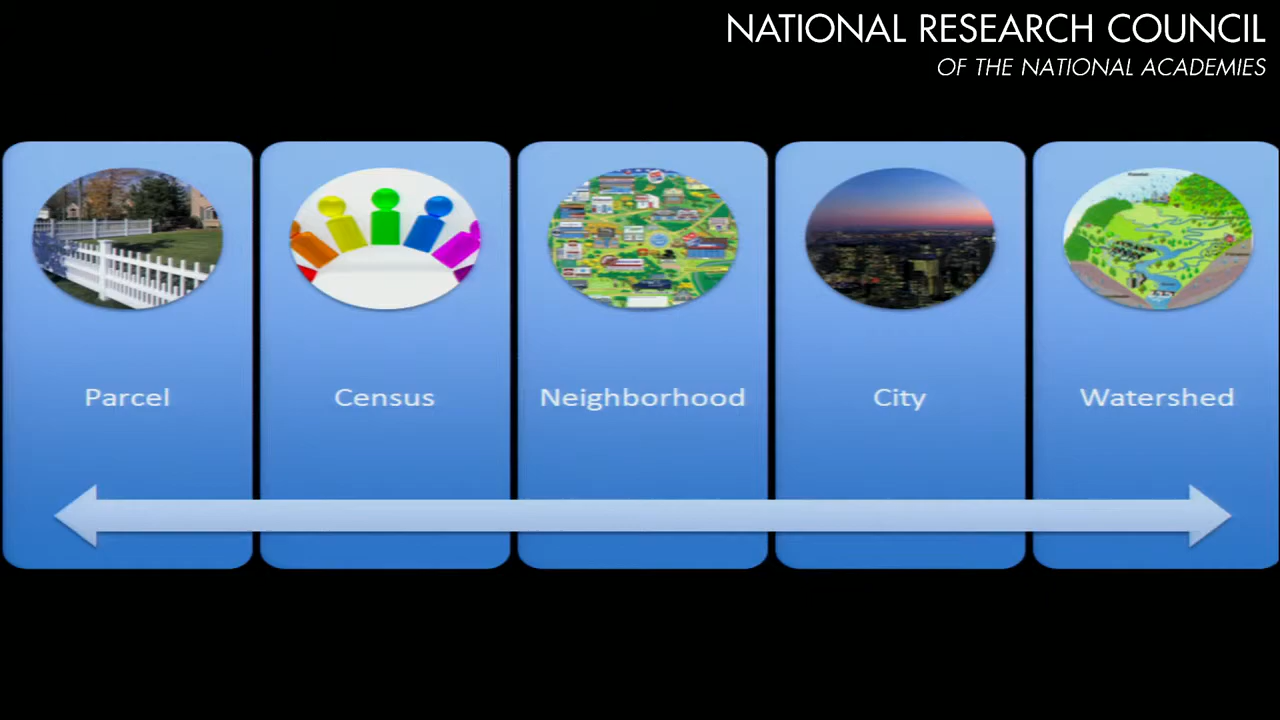 NATIONAL RESEARCH COUNCIL
OF THE NATIONAL ACADEMIES
Parcel
Census
Neighborhood
City
Watershed